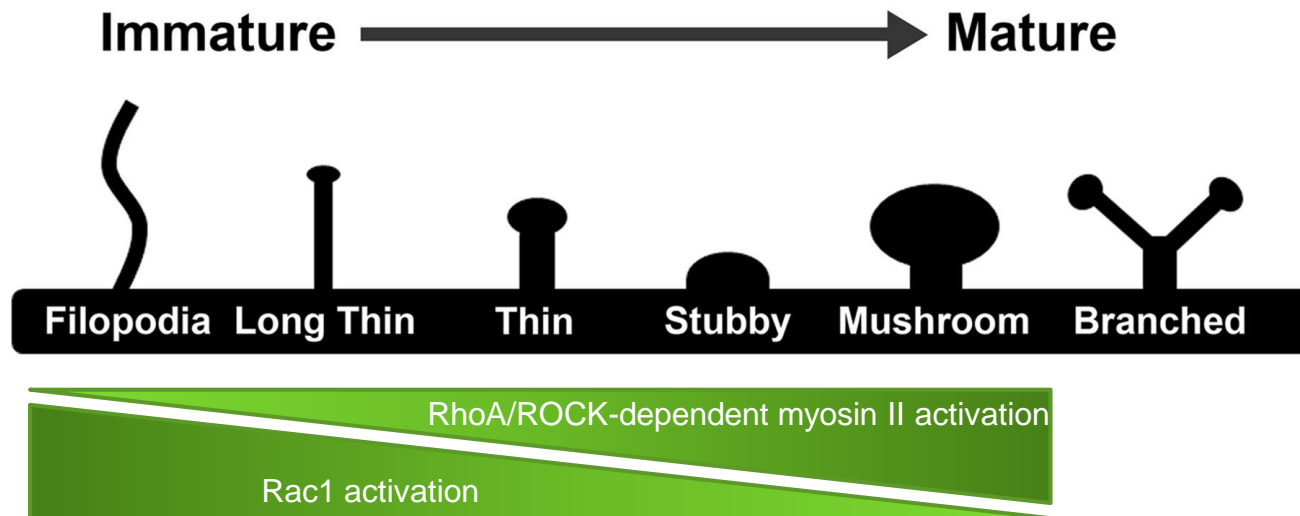 Immature Mature
Filopodia Long Thin Thin Stubby Mushroom Branched
RhoA/ROCK-dependent myosin II activation
Rac1 activation